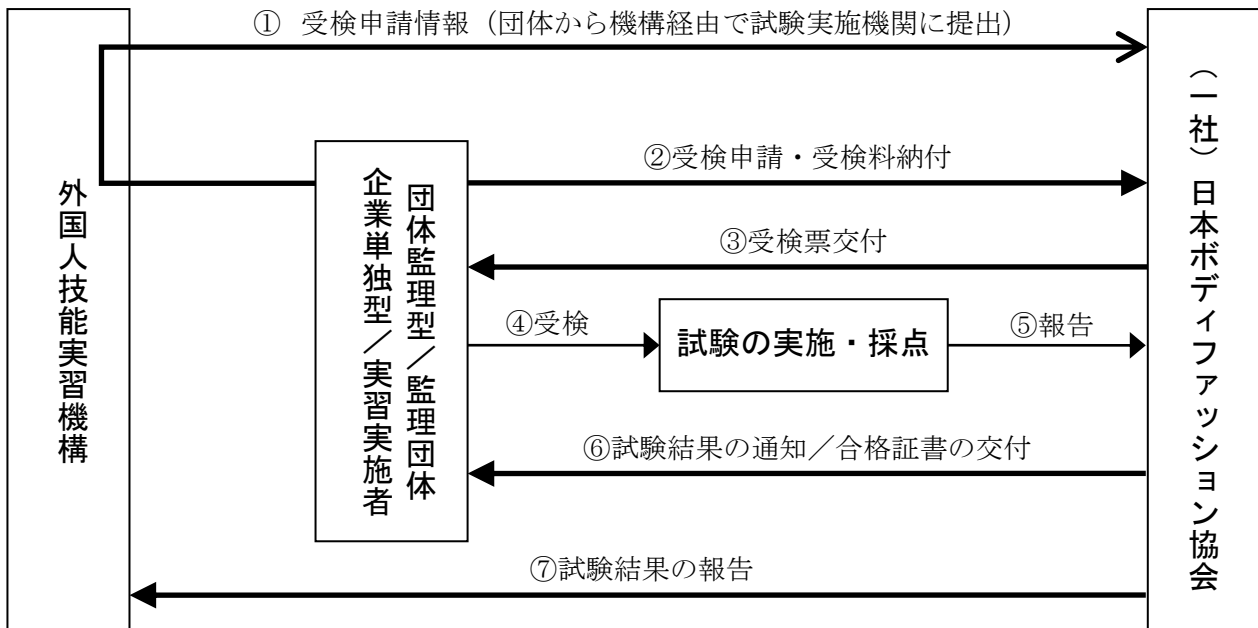 ① 受検申請情報（団体から機構経由で試験実施機関に提出）
外国人技能実習機構
団体監理型／監理団体
企業単独型／実習実施者
②受検申請・受検料納付
③受検票交付
④受検
試験の実施・採点
⑤報告
⑥試験結果の通知／合格証書の交付
⑦試験結果の報告
（一社）日本ボディファッション協会